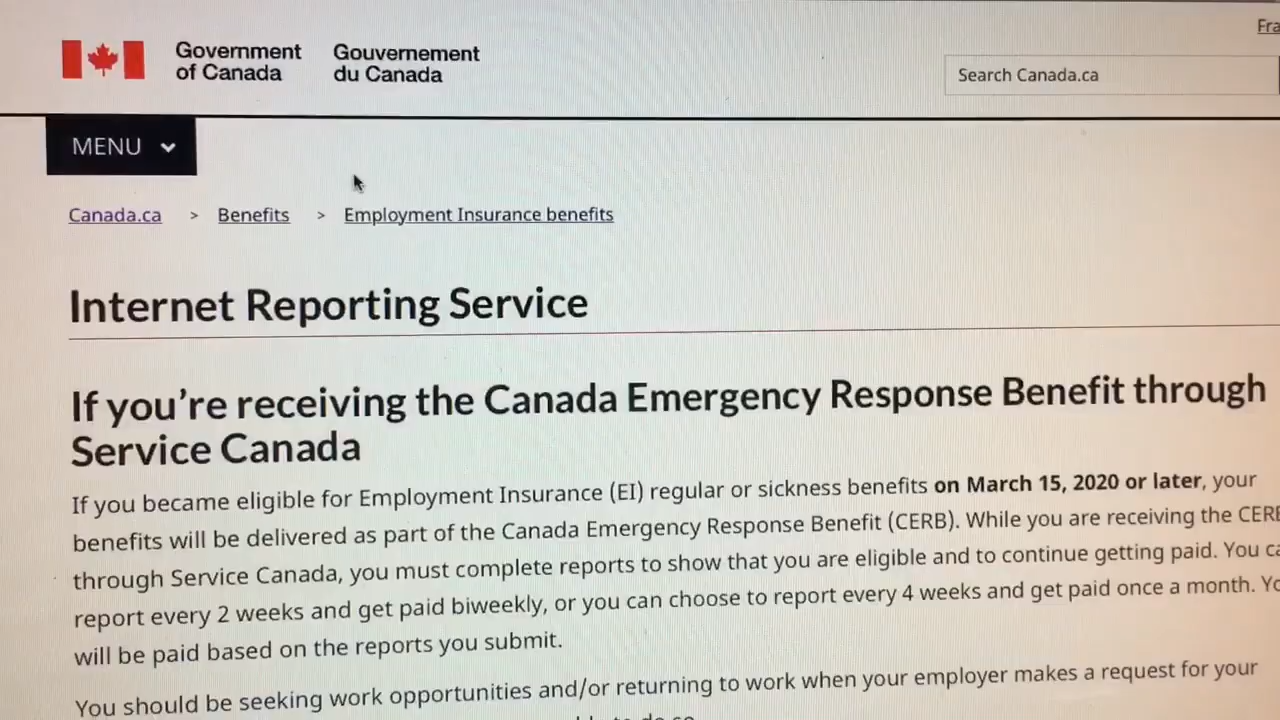 Government
of Canada
Gouvernement
du Canada
Fra
Search Canada.ca
MENU
Canada.ca > Benefits > Employment Insurance benefits
Internet Reporting Service
If you're receiving the Canada Emergency Response Benefit through
Service Canada
If you became eligible for Employment Insurance (EI) regular or sickness benefits on March 15, 2020 or later, your
benefits will be delivered as part of the Canada Emergency Response Benefit (CERB). While you are receiving the CERB
through Service Canada, you must complete reports to show that you are eligible and to continue getting paid. You ca
report every 2 weeks and get paid biweekly, or you can choose to report every 4 weeks and get paid once a month. Yo
will be paid based on the reports you submit.
You should be seeking work opportunities and/or returning to work when your employer makes a request for your